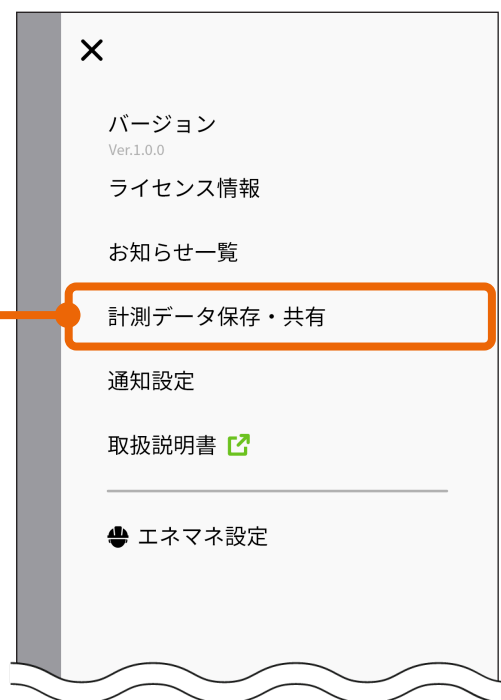 バージョン
Ver.1.0.0
ライセンス情報
お知らせ一覧
計測データ保存・共有
通知設定
取扱説明書
エネマネ設定